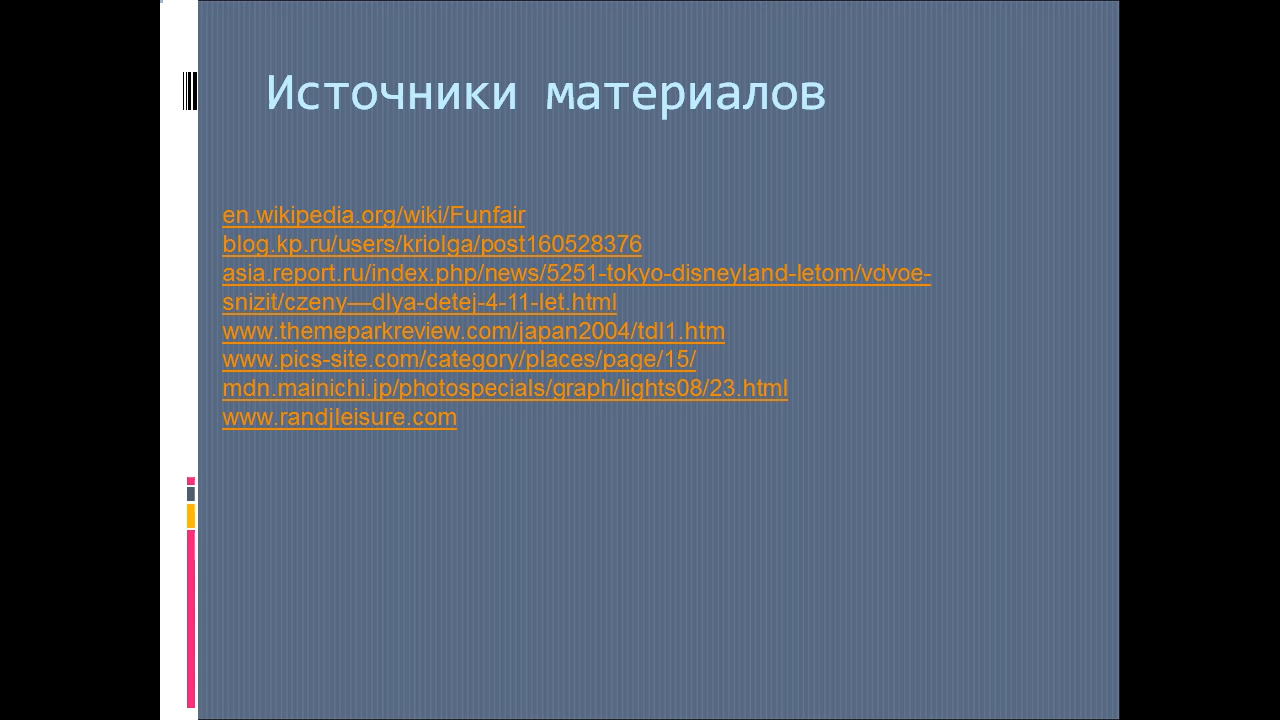 Источники материалов
en.wikipedia.org/wiki/Funfair
blog.kp.ru/users/kriolga/post160528376
asia.report.ru/index.php/news/5251-tokyo-disneyland-letom/vdvoe-
snizit/czeny—dlya-detej-4-11-let.html
www.themeparkreview.com/japan2004/tdl1.htm
www.pics-site.com/category/places/page/15/
mdn.mainichi.jp/photospecials/graph/lights08/23.html
www.randjleisure.com